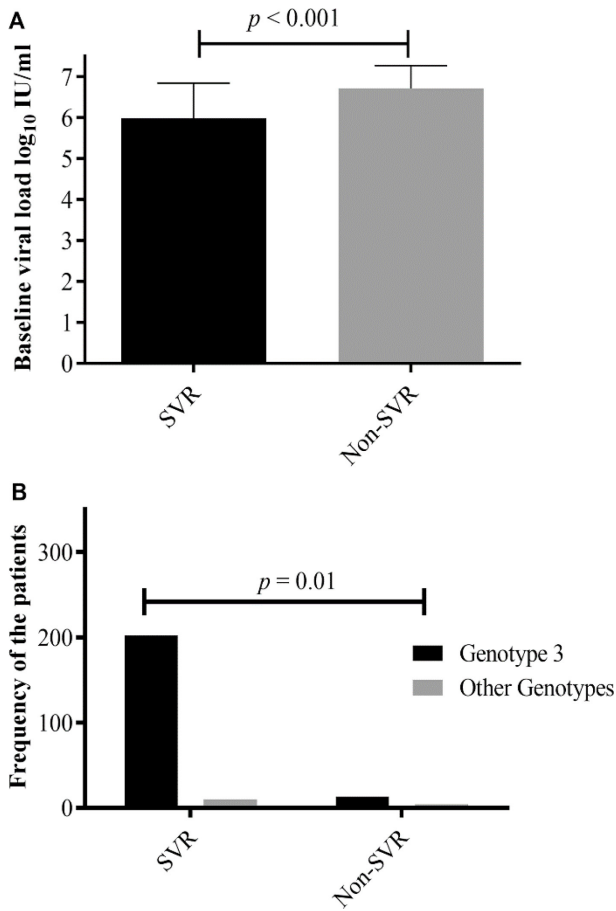 A
p < 0.001
Baseline viral load log10 IU/ml
7
6
5
4
3
2
1
0
SVR
Non-SVR
B
p = 0.01
Frequency of the patients
300
200
100
0
Genotype 3
Other Genotypes
SVR
Non-SVR